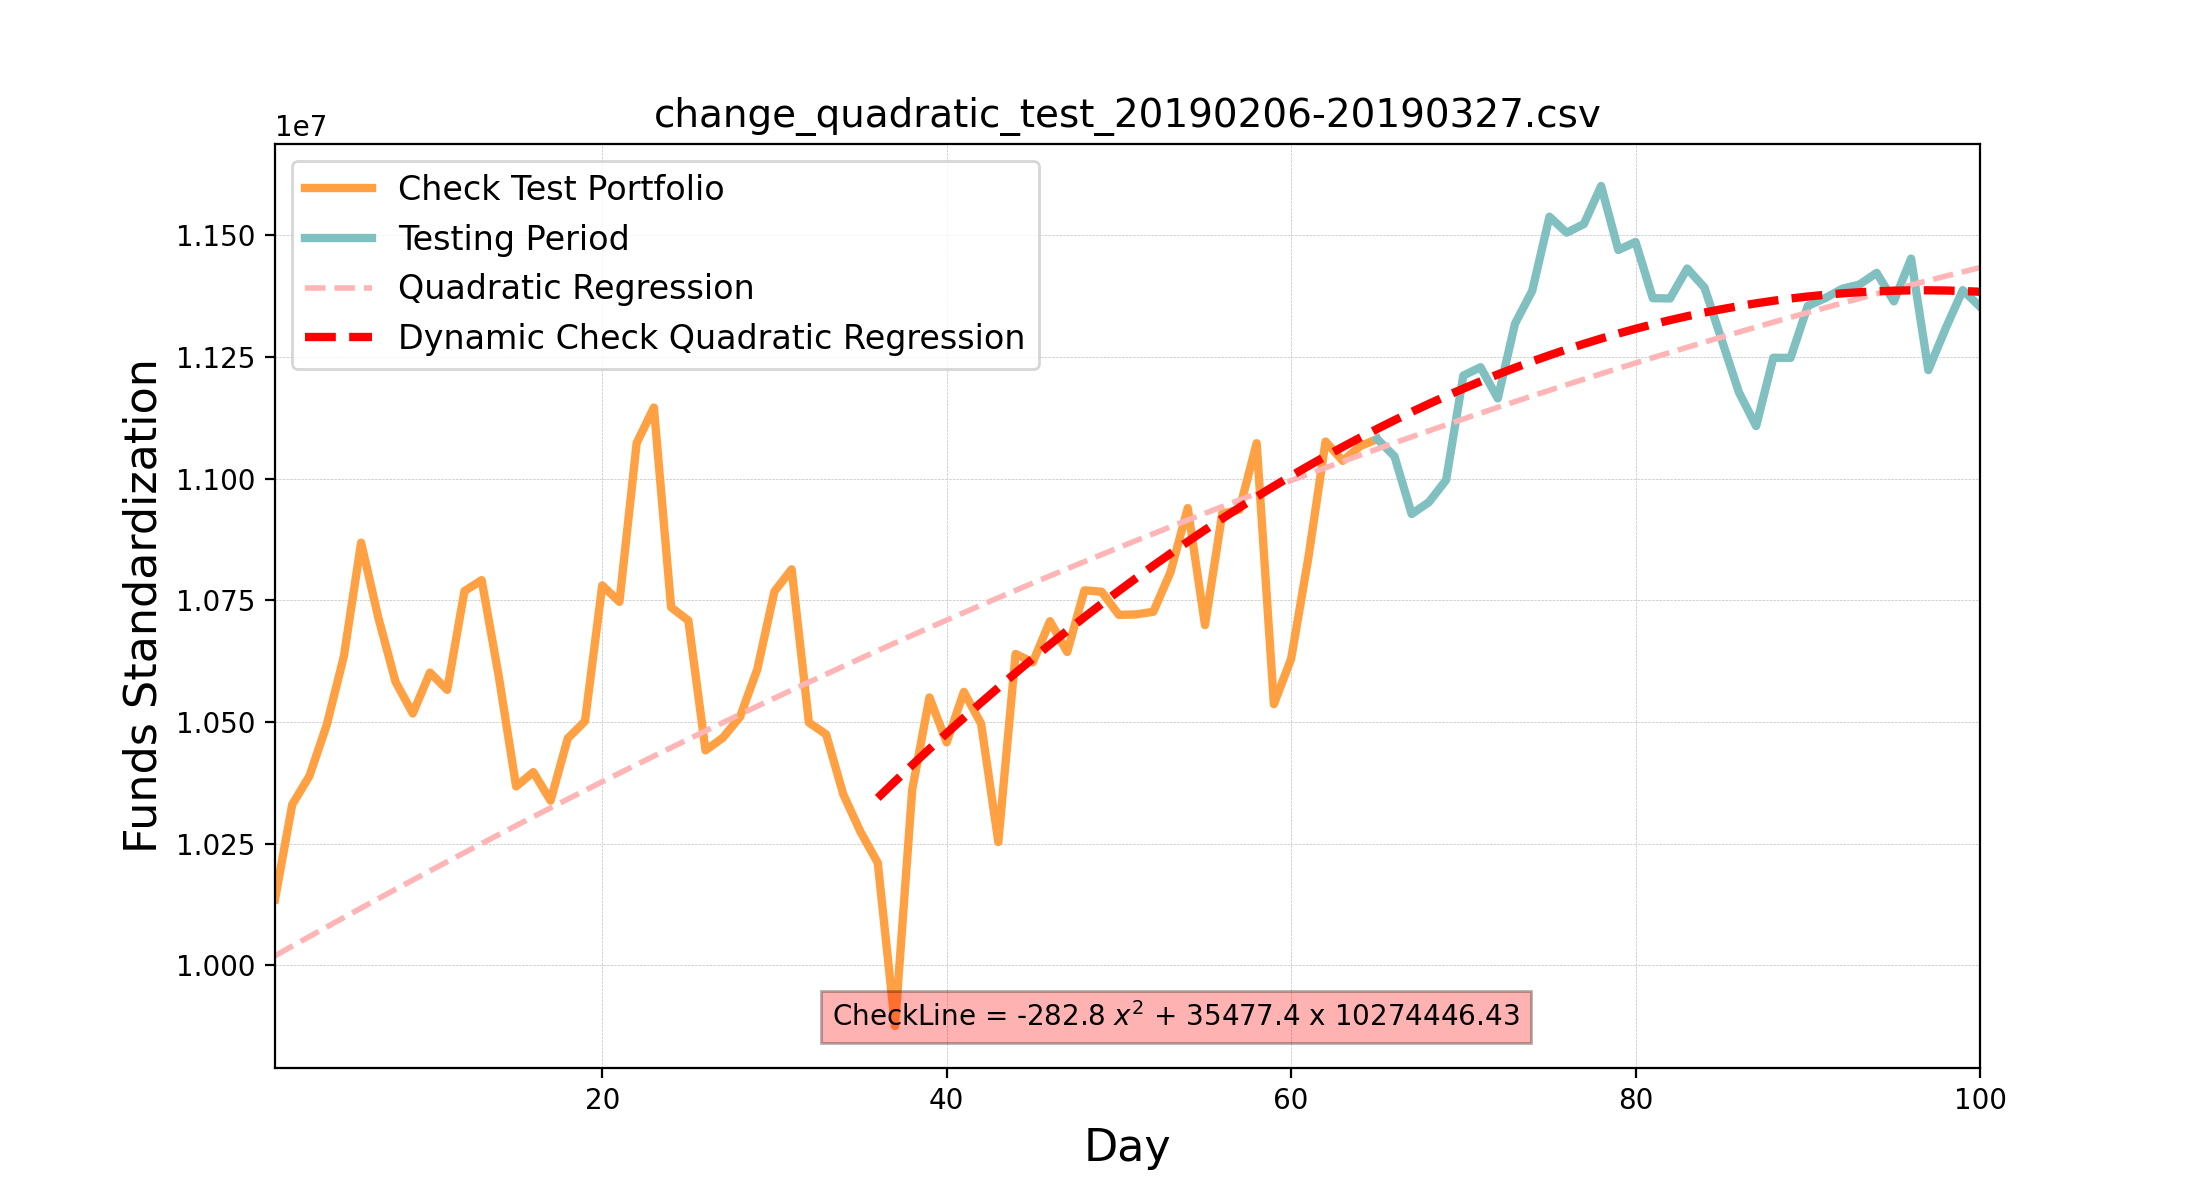 change_quadratic_test_20190206-20190327.csv
1e7
Check Test Portfolio
Testing Period
Quadratic Regression
Dynamic Check Quadratic Regression
Funds Standardization
1.150
1.125
1.100
1.075
1.050
1.025
1.000
CheckLine = -282.8 x² + 35477.4 x 10274446.43
20 40 60 80 100
Day